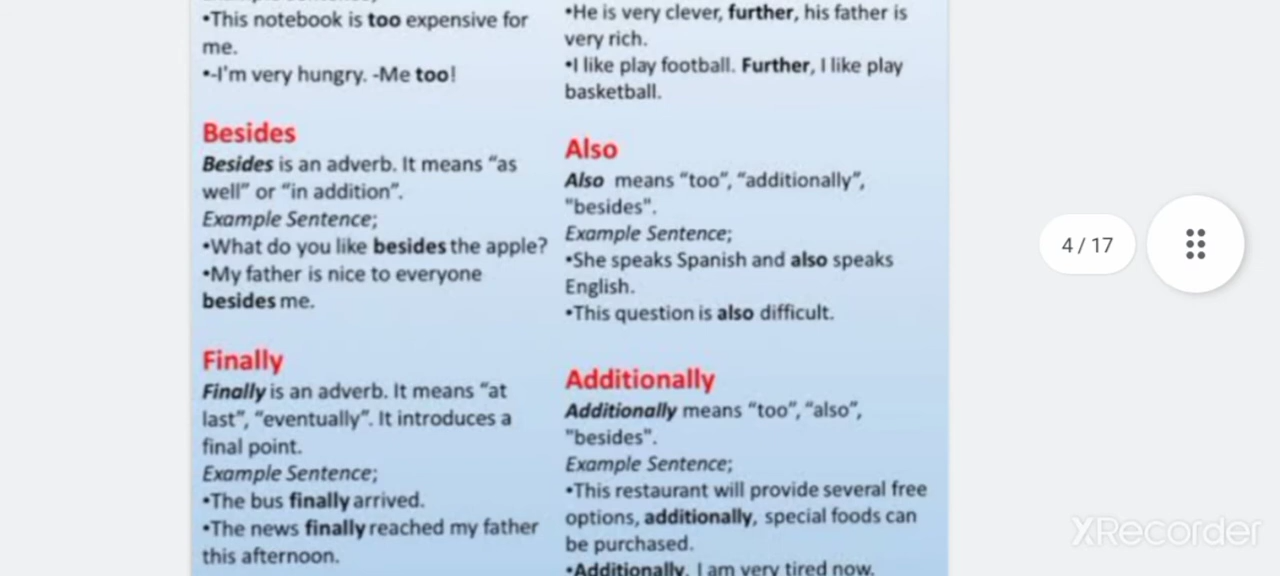 •This notebook is too expensive for
me.
•-I'm very hungry. -Me too!
Besides
Besides is an adverb. It means “as
well” or “in addition”.
Example Sentence;
•What do you like besides the apple?
•My father is nice to everyone
besides me.
Finally
Finally is an adverb. It means “at
last”, “eventually”. It introduces a
final point.
Example Sentence;
•The bus finally arrived.
•The news finally reached my father
this afternoon.
•He is very clever, further, his father is
very rich.
•I like play football. Further, I like play
basketball.
Also
Also means “too”, “additionally”,
"besides".
Example Sentence;
•She speaks Spanish and also speaks
English.
•This question is also difficult.
Additionally
Additionally means “too”, “also”,
"besides".
Example Sentence;
•This restaurant will provide several free
options, additionally, special foods can
be purchased.
•Additionally, I am very tired now.
4 / 17
XRecorder